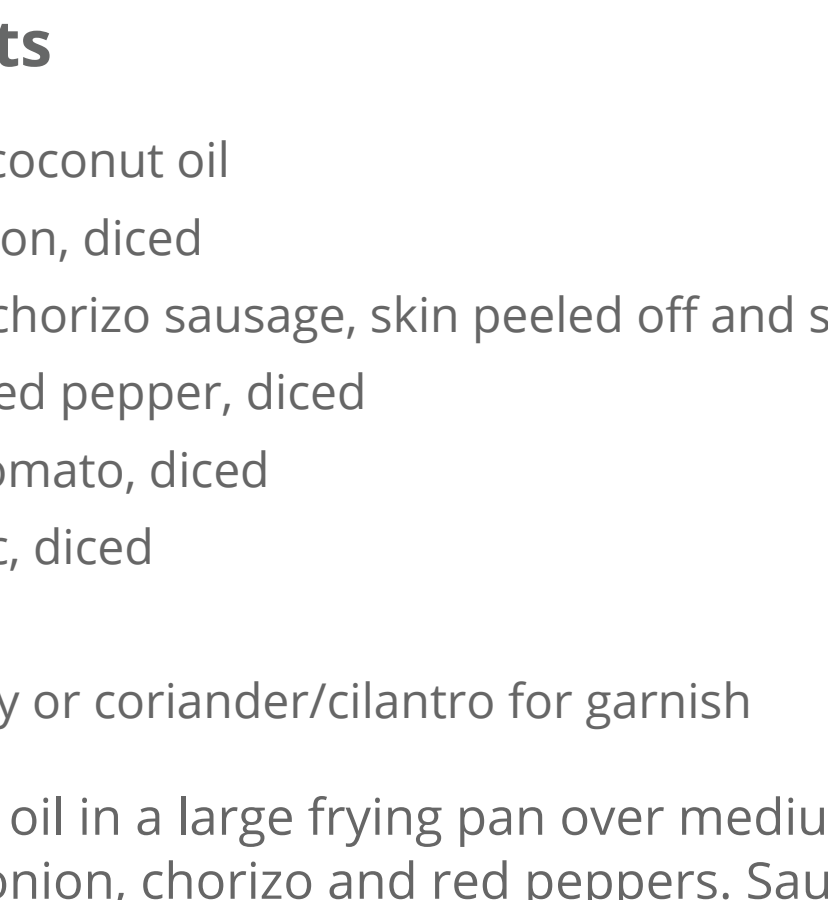 ts
coconut oil
on, diced
chorizo sausage, skin peeled off and s
ed pepper, diced
omato, diced
c, diced
y or coriander/cilantro for garnish
oil in a large frying pan over mediu
onion, chorizo and red peppers. Sau